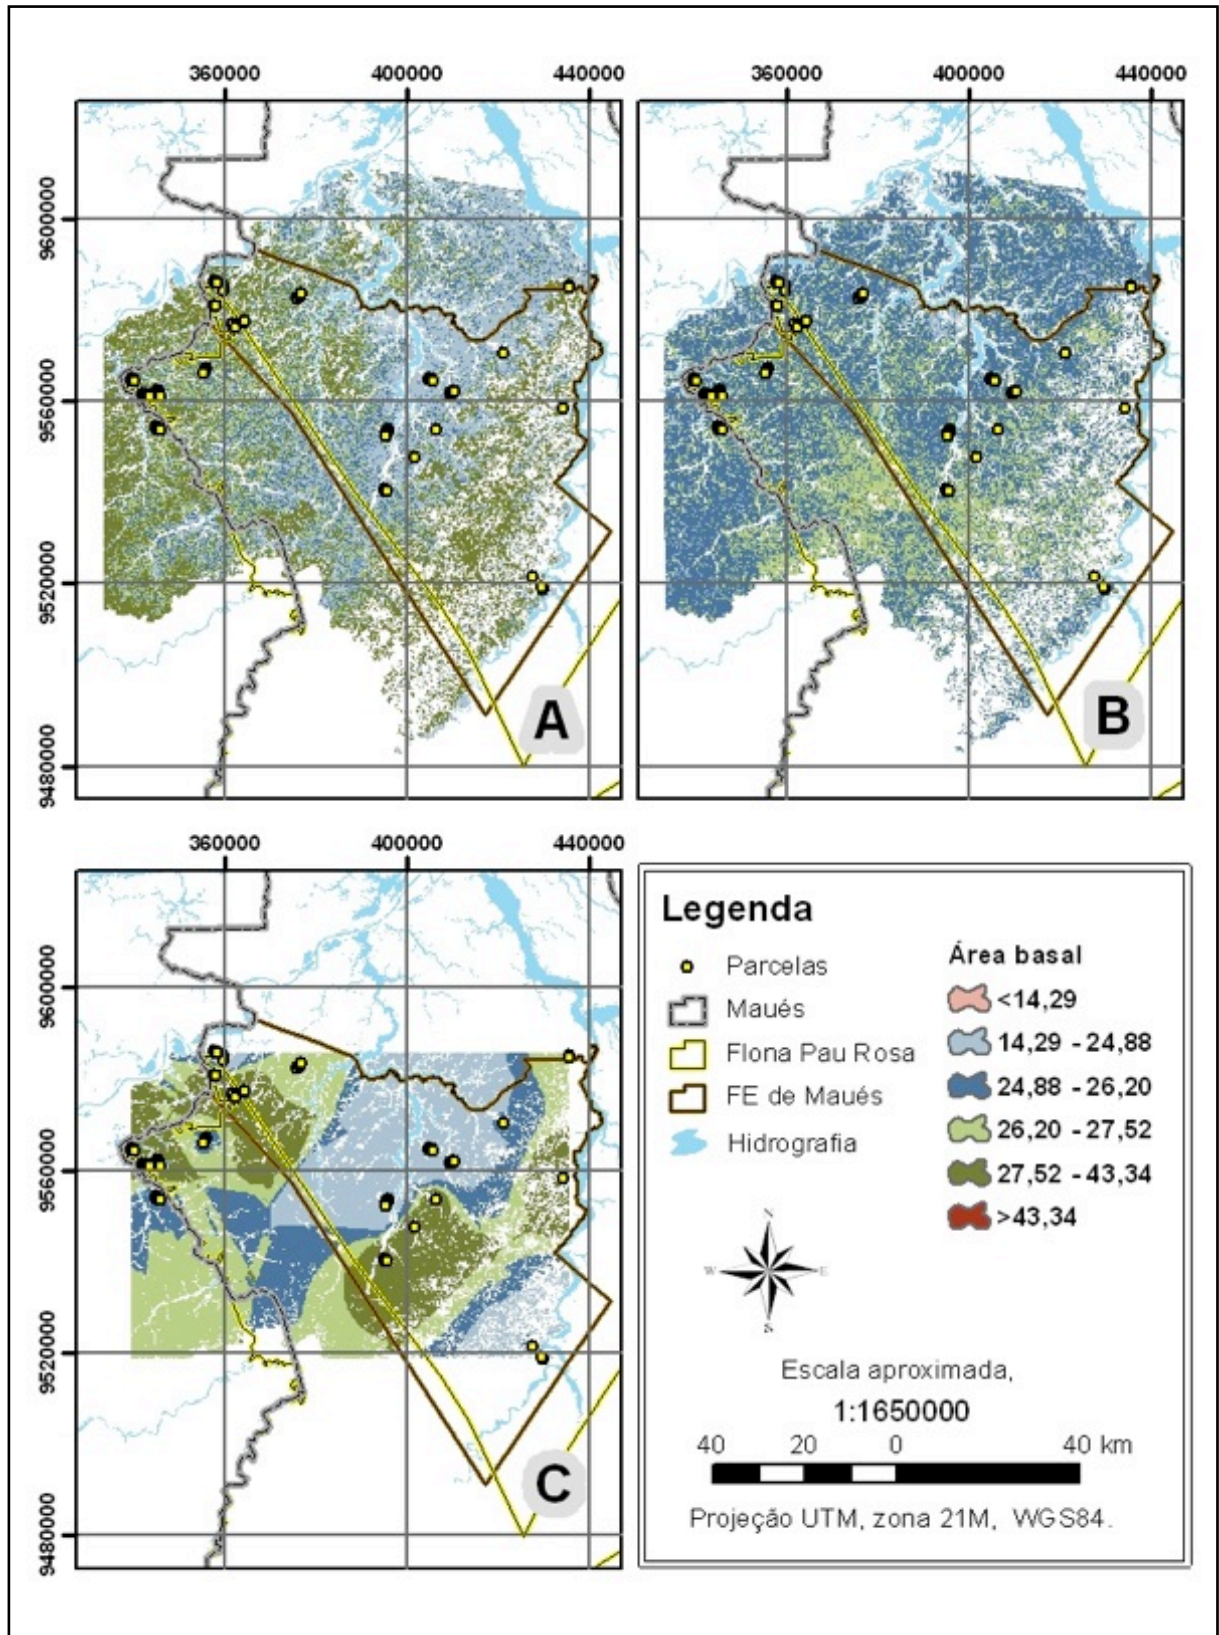 360000 400000 440000
360000 400000 440000
9600000
9560000
9520000
9480000
A
B
360000 400000 440000
9600000
9560000
9520000
9480000
C
Legenda
Parcelas
Maués
Flona Pau Rosa
FE de Maués
Hidrografia
Área basal
<14,29
14,29 - 24,88
24,88 - 26,20
26,20 - 27,52
27,52 - 43,34
>43,34
N
W E
S
Escala aproximada,
1:1650000
40 20 0 40 km
Projeção UTM, zona 21M, WGS84.